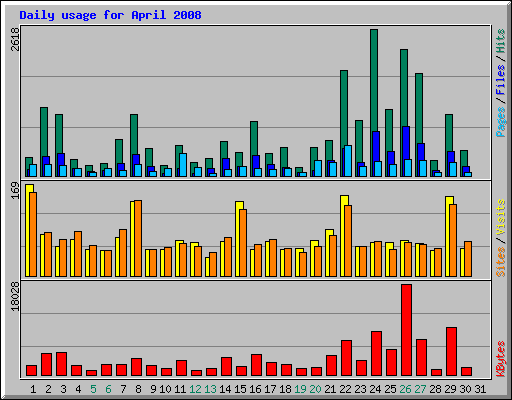 Daily usage for April 2008
2618
Pages / Files / Hits
169
Sites / Visits
18028
KBytes
1 2 3 4 5 6 7 8 9 10 11 12 13 14 15 16 17 18 19 20 21 22 23 24 25 26 27 28 29 30 31